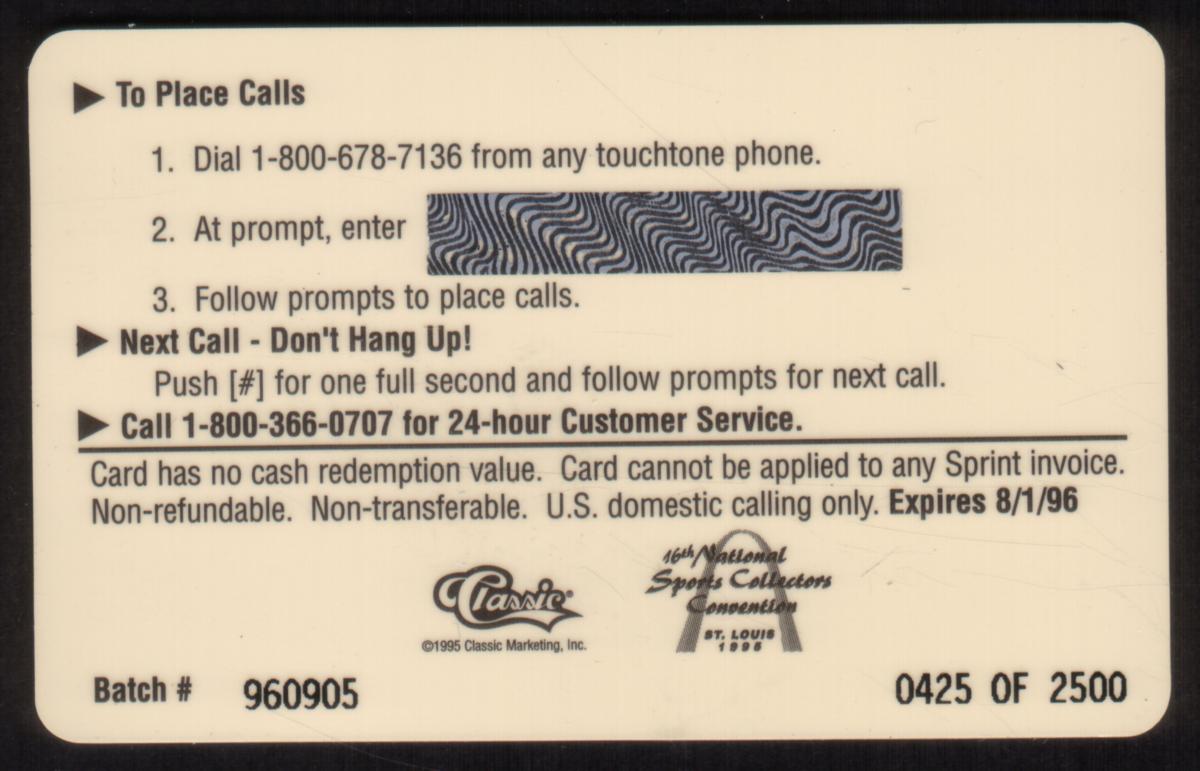 ▶ To Place Calls
1. Dial 1-800-678-7136 from any touchtone phone.
2. At prompt, enter
3. Follow prompts to place calls.
▶ Next Call - Don't Hang Up!
Push [#] for one full second and follow prompts for next call.
▶ Call 1-800-366-0707 for 24-hour Customer Service.
Card has no cash redemption value. Card cannot be applied to any Sprint invoice.
Non-refundable. Non-transferable. U.S. domestic calling only. Expires 8/1/96
16th National
Sports Collectors
Convention
ST. LOUIS
1995
Classic®
©1995 Classic Marketing, Inc.
Batch # 960905
0425 OF 2500